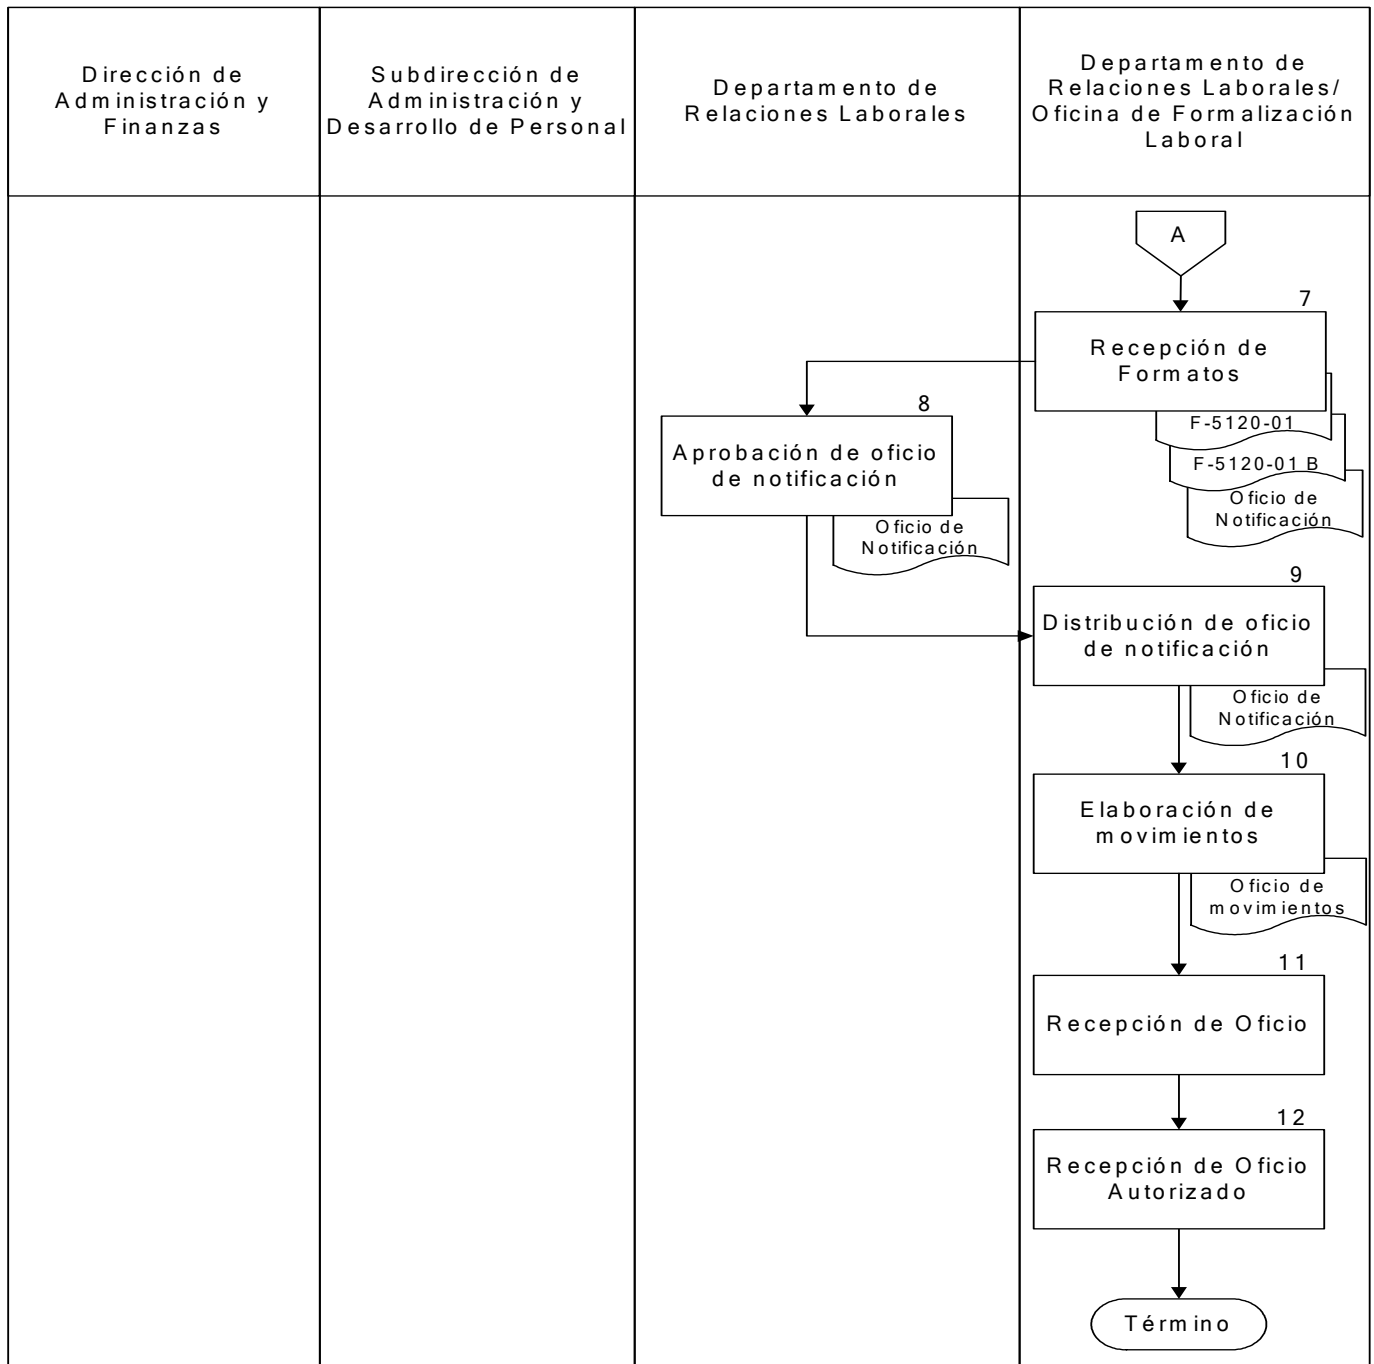 Dirección de
Administración y
Finanzas
Subdirección de
Administración y
Desarrollo de Personal
Departamento de
Relaciones Laborales
Departamento de
Relaciones Laborales/
Oficina de Formalización
Laboral
A
7
Recepción de
Formatos
F-5120-01
F-5120-01 B
Oficio de
Notificación
8
Aprobación de oficio
de notificación
Oficio de
Notificación
9
Distribución de oficio
de notificación
Oficio de
Notificación
10
Elaboración de
movimientos
Oficio de
movimientos
11
Recepción de Oficio
12
Recepción de Oficio
Autorizado
Término